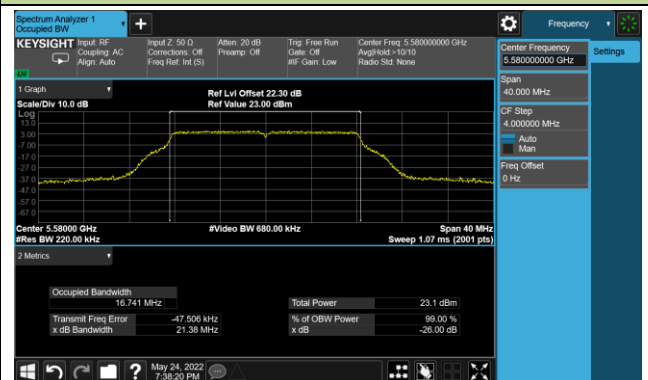 Spectrum Analyzer 1
Occupied BW
Frequency
KEYSIGHT
Input: RF
Coupling: AC
Align: Auto
Input Z: 50 Ω
Corrections: Off
Freq Ref: Int (S)
Atten: 20 dB
Preamp: Off
Trig: Free Run
Gate: Off
#IF Gain: Low
Center Freq: 5.580000000 GHz
Avg|Hold:>10/10
Radio Std: None
Center Frequency
5.580000000 GHz
Settings
Span
40.000 MHz
CF Step
4.000000 MHz
Auto
Man
Freq Offset
0 Hz
1 Graph
Scale/Div 10.0 dB
Ref Lvl Offset 22.30 dB
Ref Value 23.00 dBm
Log
13.0
3.00
-7.00
-17.0
-27.0
-37.0
-47.0
-57.0
-67.0
Center 5.58000 GHz
#Res BW 220.00 kHz
#Video BW 680.00 kHz
Span 40 MHz
Sweep 1.07 ms (2001 pts)
2 Metrics
Occupied Bandwidth
16.741 MHz
Total Power 23.1 dBm
Transmit Freq Error -47.506 kHz
% of OBW Power 99.00 %
x dB Bandwidth 21.38 MHz
x dB -26.00 dB
May 24, 2022
7:38:20 PM